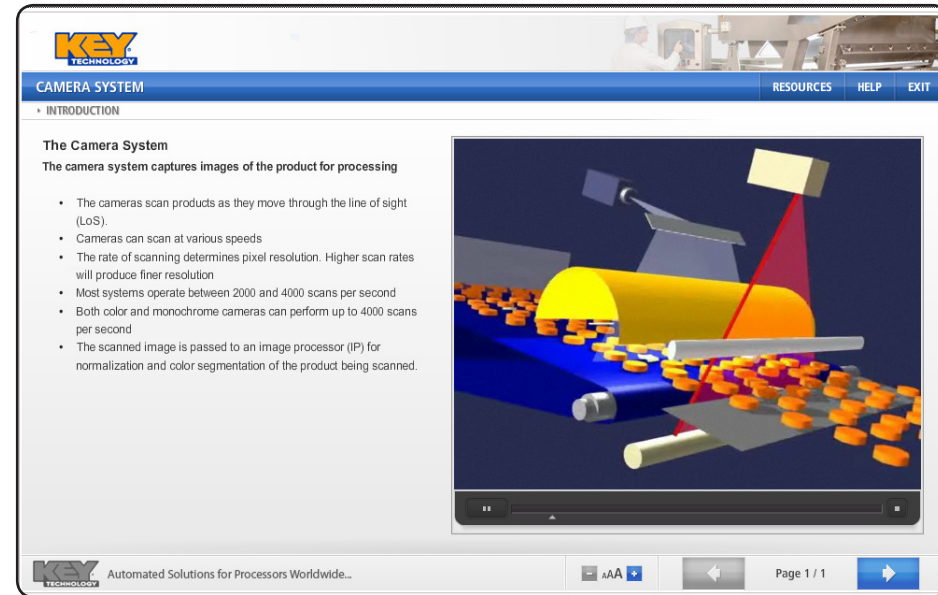 KEY
TECHNOLOGY
CAMERA SYSTEM
RESOURCES HELP EXIT
INTRODUCTION
The Camera System
The camera system captures images of the product for processing
• The cameras scan products as they move through the line of sight
(LoS).
• Cameras can scan at various speeds
• The rate of scanning determines pixel resolution. Higher scan rates
will produce finer resolution
• Most systems operate between 2000 and 4000 scans per second
• Both color and monochrome cameras can perform up to 4000 scans
per second
• The scanned image is passed to an image processor (IP) for
normalization and color segmentation of the product being scanned.
KEY
TECHNOLOGY
Automated Solutions for Processors Worldwide...
- AAA +
Page 1 / 1